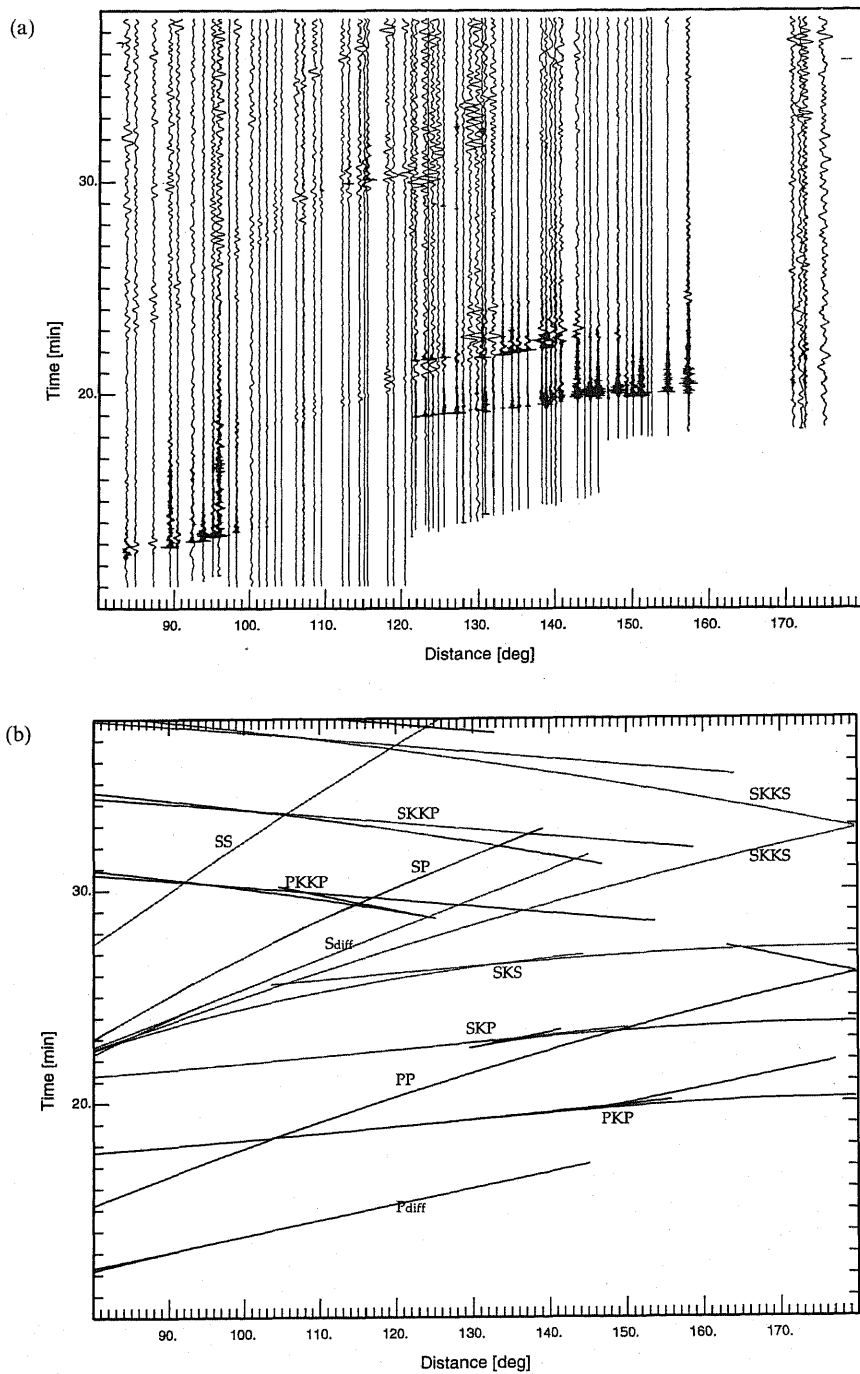 (a)
30.
20.
Time [min]
90. 100. 110. 120. 130. 140. 150. 160. 170.
Distance [deg]
(b)
SKKS
SKKP
SS
SP
SKKS
PKKP
30.
Sdiff
SKS
SKP
Time [min]
PP
20.
PKP
Pdiff
90. 100. 110. 120. 130. 140. 150. 160. 170.
Distance [deg]